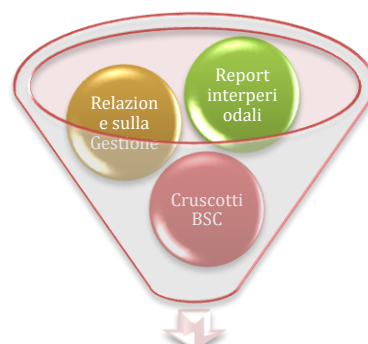 Relazion
e sulla
Gestione
Report
interperi
odali
Cruscotti
BSC